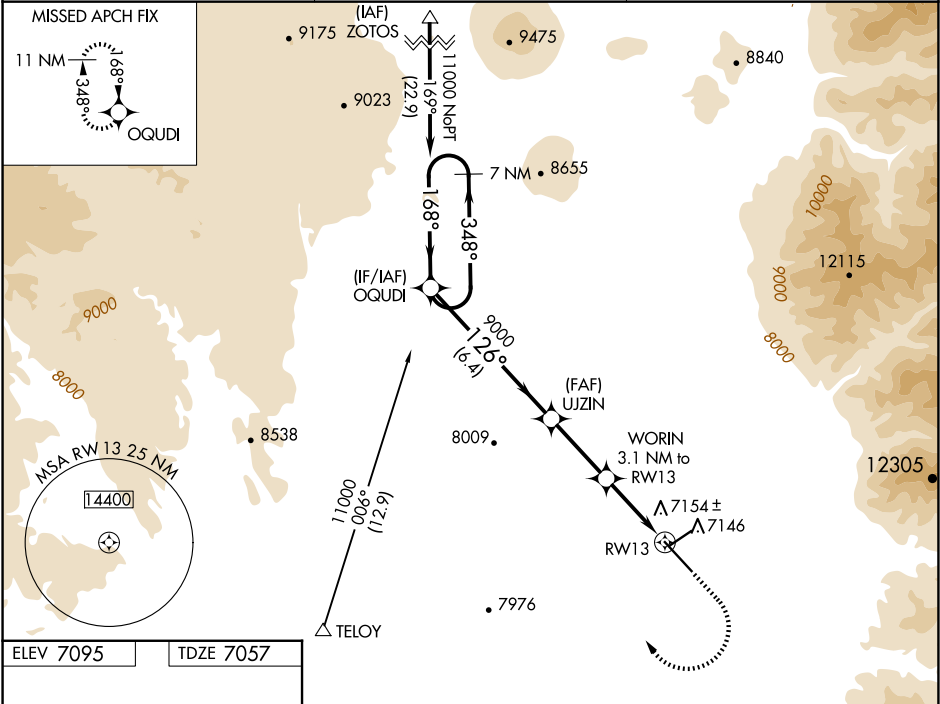 MISSED APCH FIX
11 NM
168°
348°
OQUDI
(IAF)
ZOTOS
9175
9475
8840
9023
11000 NoPT
169°
(22.9)
7 NM
8655
168°
348°
10000
12115
9000
8000
(IF/IAF)
OQUDI
9000
8000
9000
126°
(6.4)
(FAF)
UJZIN
8538
8009
WORIN
3.1 NM to
RW13
12305
MSA RW 13 25 NM
14400
11000
006°
(12.9)
7154 ±
7146
RW13
7976
TELOY
ELEV 7095
TDZE 7057